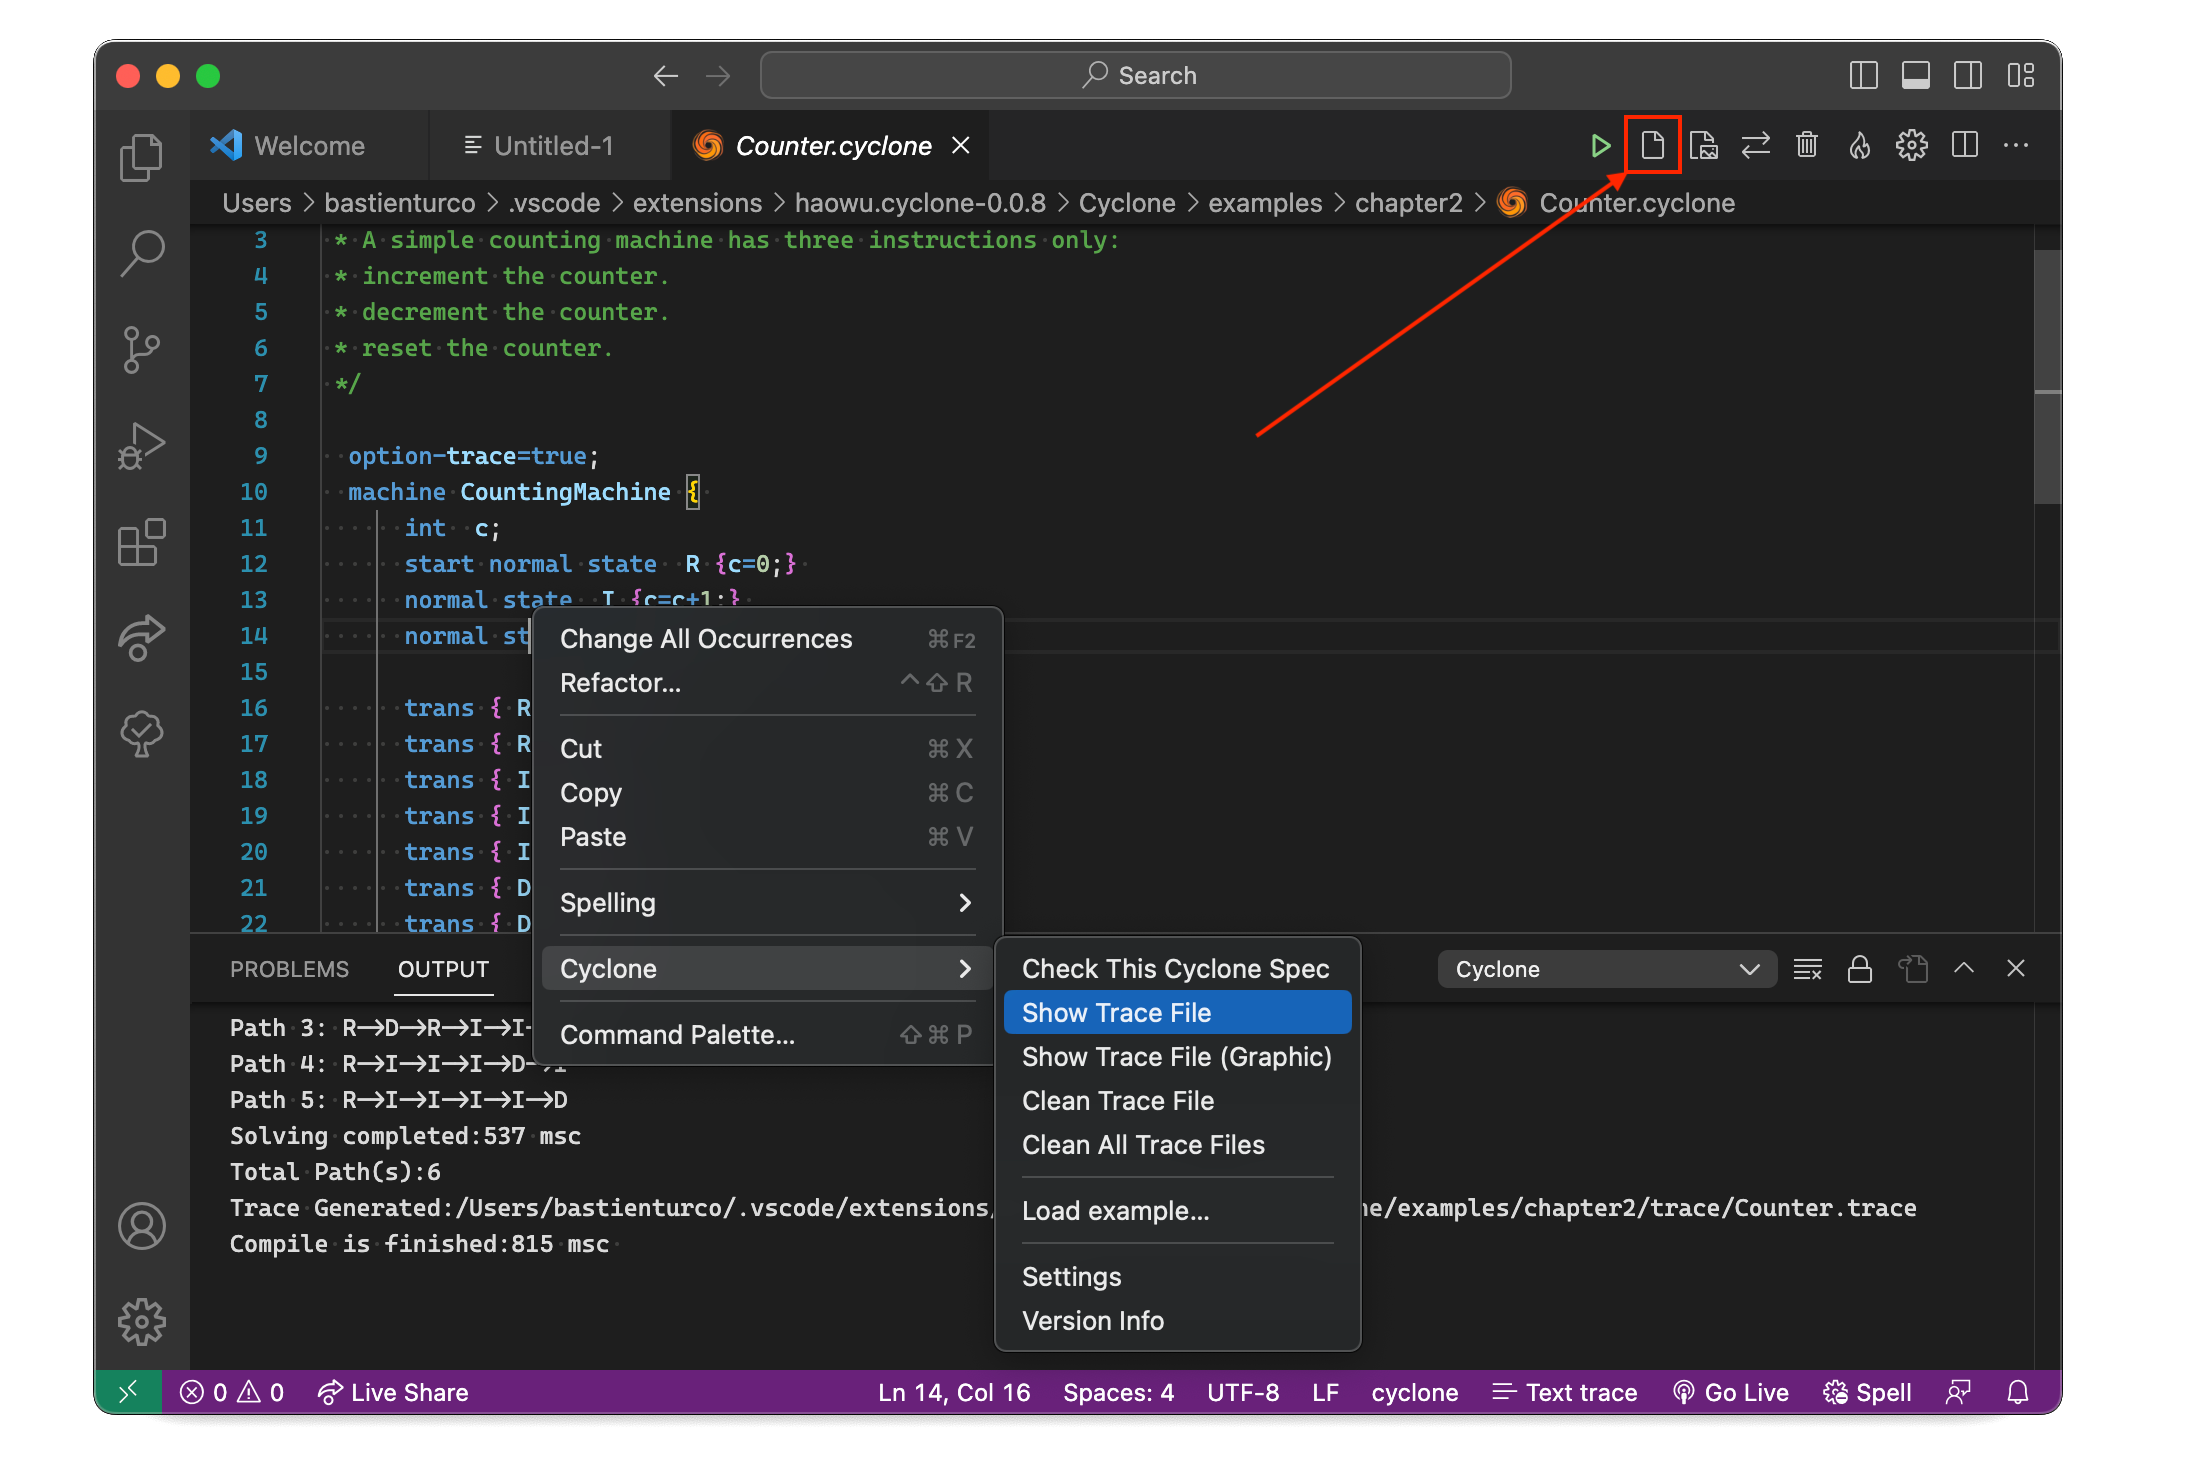 Search
Welcome
Untitled-1
Counter.cyclone
Users > bastienturco > .vscode > extensions > haowu.cyclone-0.0.8 > Cyclone > examples > chapter2 > Counter.cyclone
3 * A simple counting machine has three instructions only:
4 * increment the counter.
5 * decrement the counter.
6 * reset the counter.
7 */
8
9 option-trace=true;
10 machine CountingMachine {
11 int c;
12 start normal state R {c=0;}
13 normal state I {c=c+1;}
14 normal st
15
16 trans { R
17 trans { R
18 trans { I
19 trans { I
20 trans { I
21 trans { D
22 trans { D
Change All Occurrences ⌘F2
Refactor... ^⇧R
Cut ⌘X
Copy ⌘C
Paste ⌘V
Spelling
Cyclone
Command Palette... ⇧⌘P
Check This Cyclone Spec
Show Trace File
Show Trace File (Graphic)
Clean Trace File
Clean All Trace Files
Load example...
Settings
Version Info
PROBLEMS OUTPUT
Cyclone
Path 3: R->D->R->I->I-
Path 4: R->I->I->I->D->I
Path 5: R->I->I->I->I->D
Solving completed:537 msc
Total Path(s):6
Trace Generated:/Users/bastienturco/.vscode/extensions/ ne/examples/chapter2/trace/Counter.trace
Compile is finished:815 msc
0 0 Live Share Ln 14, Col 16 Spaces: 4 UTF-8 LF cyclone Text trace Go Live Spell